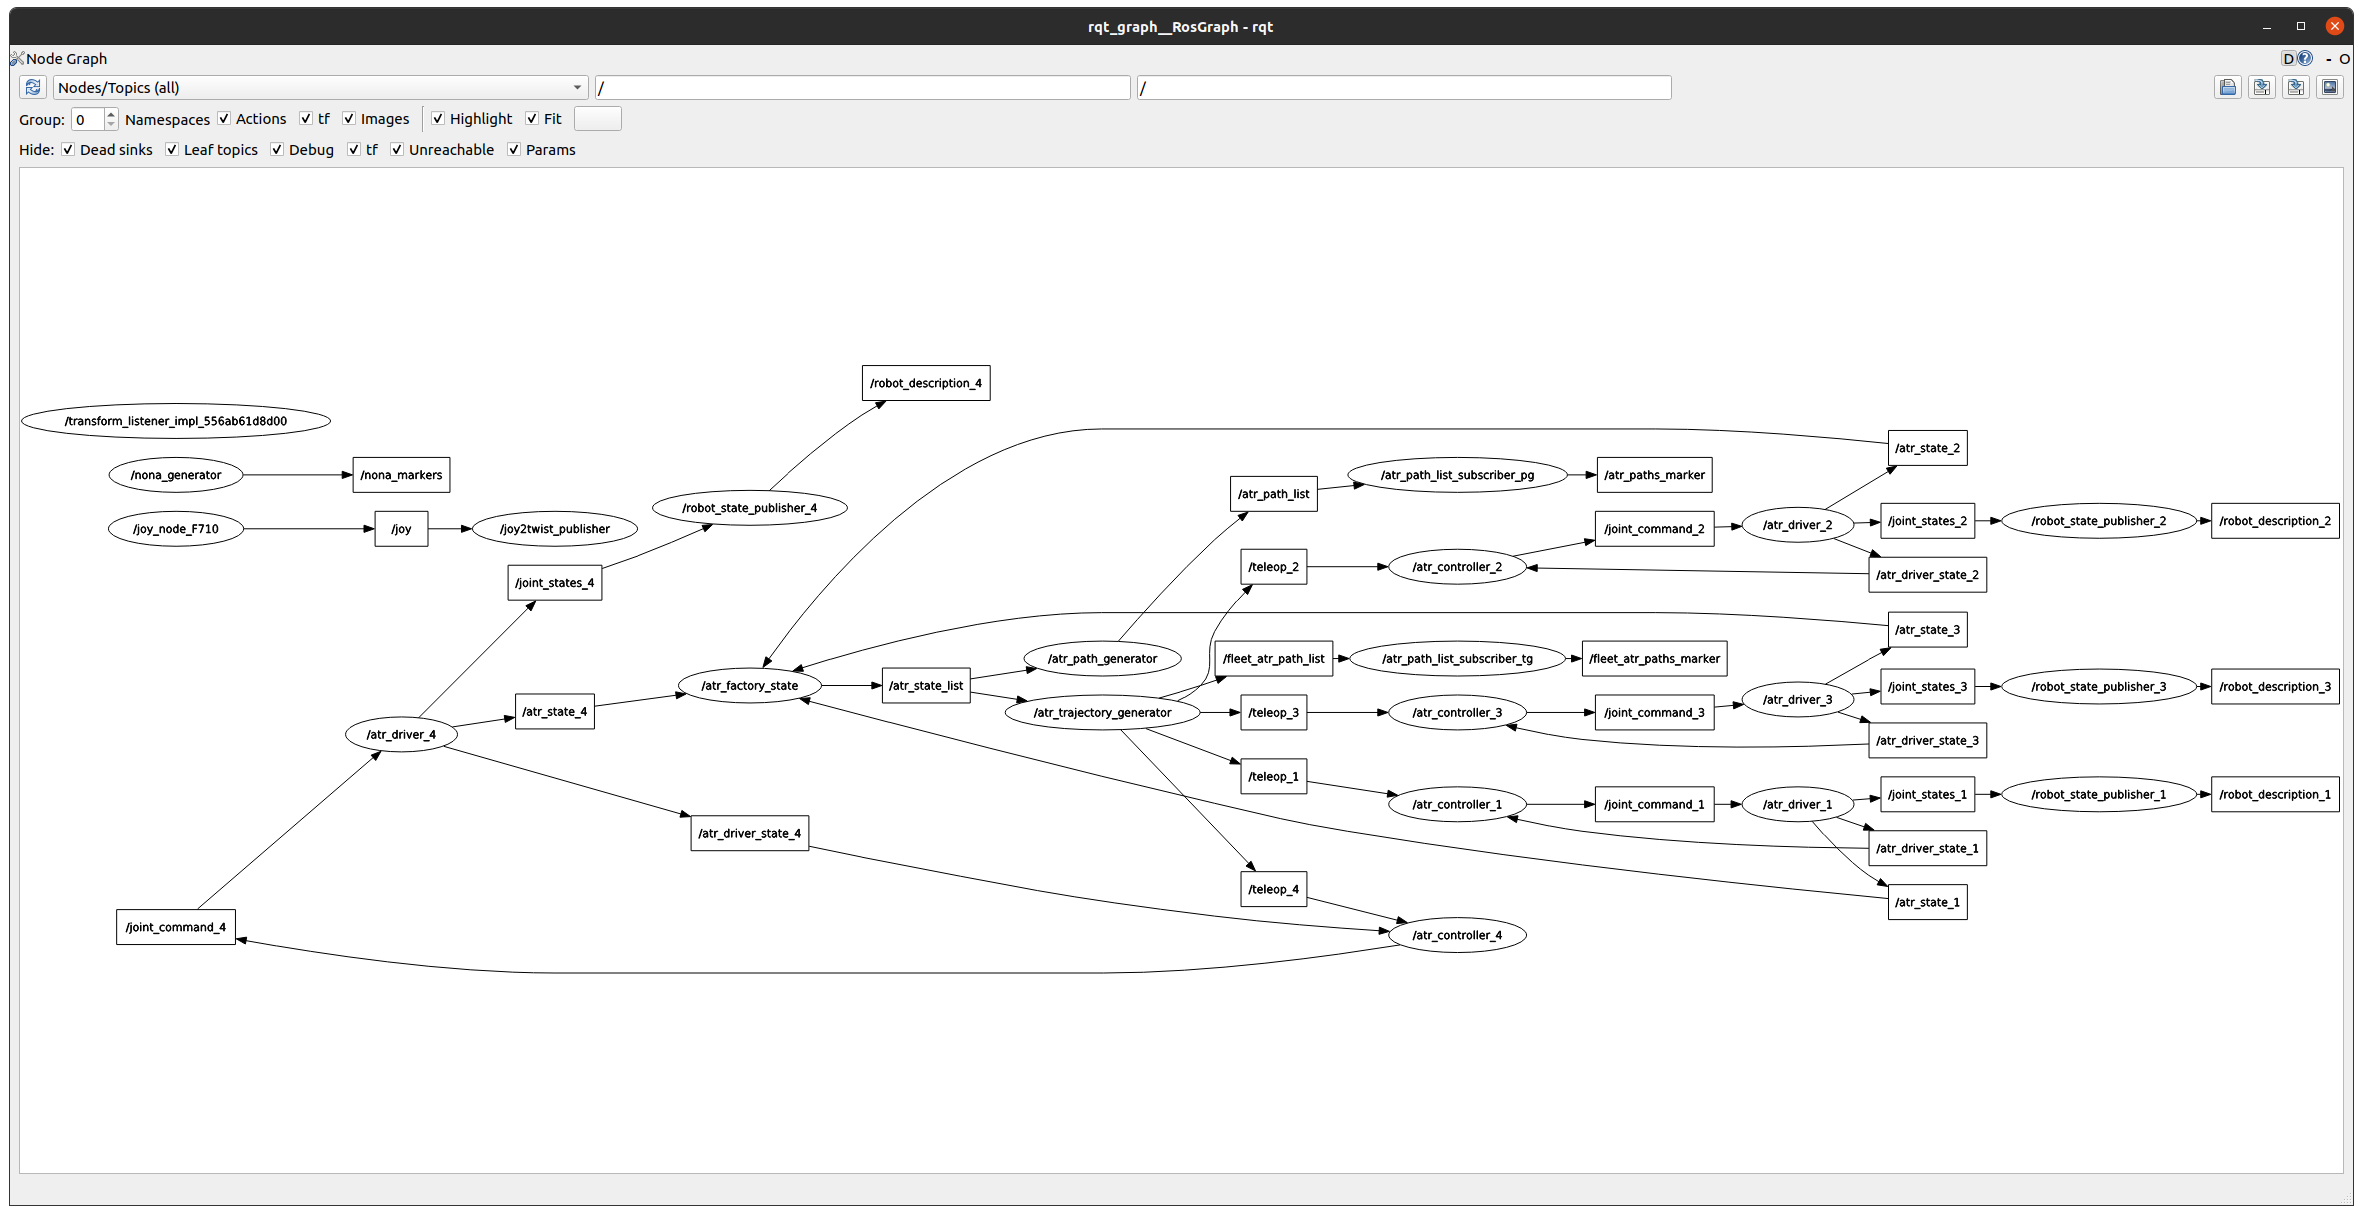 rqt_graph__RosGraph - rqt
Node Graph
D ? - O
Nodes/Topics (all) / /
Group: 0 Namespaces Actions tf Images Highlight Fit
Hide: Dead sinks Leaf topics Debug tf Unreachable Params
/robot_description_4
/transform_listener_impl_556ab61d8d00
/atr_state_2
/nona_generator /nona_markers /atr_path_list_subscriber_pg /atr_paths_marker
/atr_path_list
/robot_state_publisher_4
/joint_states_2 /robot_state_publisher_2 /robot_description_2
/joy_node_F710 /joy /joy2twist_publisher /joint_command_2 /atr_driver_2
/teleop_2 /atr_controller_2
/atr_driver_state_2
/joint_states_4
/atr_state_3
/atr_path_generator /fleet_atr_path_list /atr_path_list_subscriber_tg /fleet_atr_paths_marker
/atr_factory_state /atr_state_list /joint_states_3 /robot_state_publisher_3 /robot_description_3
/atr_driver_3
/atr_state_4 /atr_trajectory_generator /teleop_3 /atr_controller_3 /joint_command_3
/atr_driver_4 /atr_driver_state_3
/teleop_1
/joint_states_1 /robot_state_publisher_1 /robot_description_1
/atr_controller_1 /joint_command_1 /atr_driver_1
/atr_driver_state_4
/atr_driver_state_1
/teleop_4
/atr_state_1
/joint_command_4 /atr_controller_4